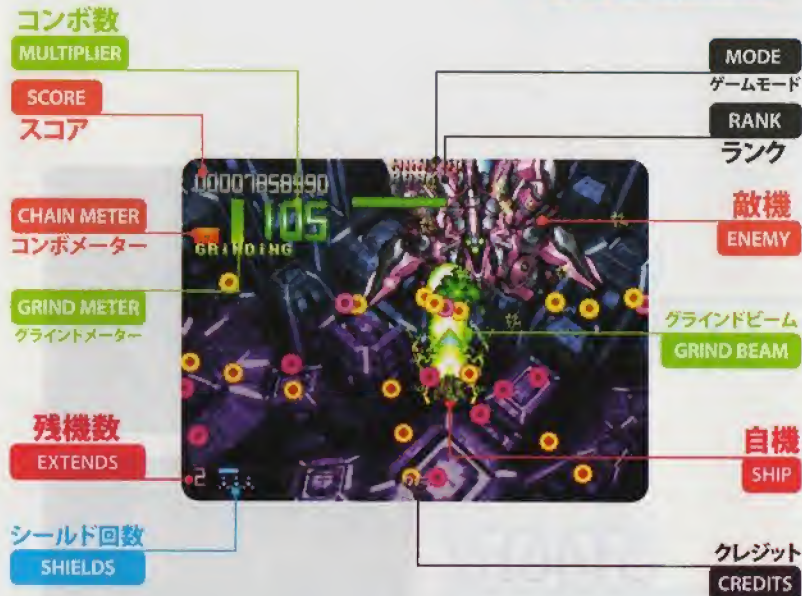 コンボ数
MULTIPLIER
SCORE
スコア
CHAIN METER
コンボメーター
GRIND METER
グラインドメーター
残機数
EXTENDS
シールド回数
SHIELDS
MODE
ゲームモード
RANK
ランク
敵機
ENEMY
グラインドビーム
GRIND BEAM
自機
SHIP
クレジット
CREDITS
00007858990
105
GRINDING
2